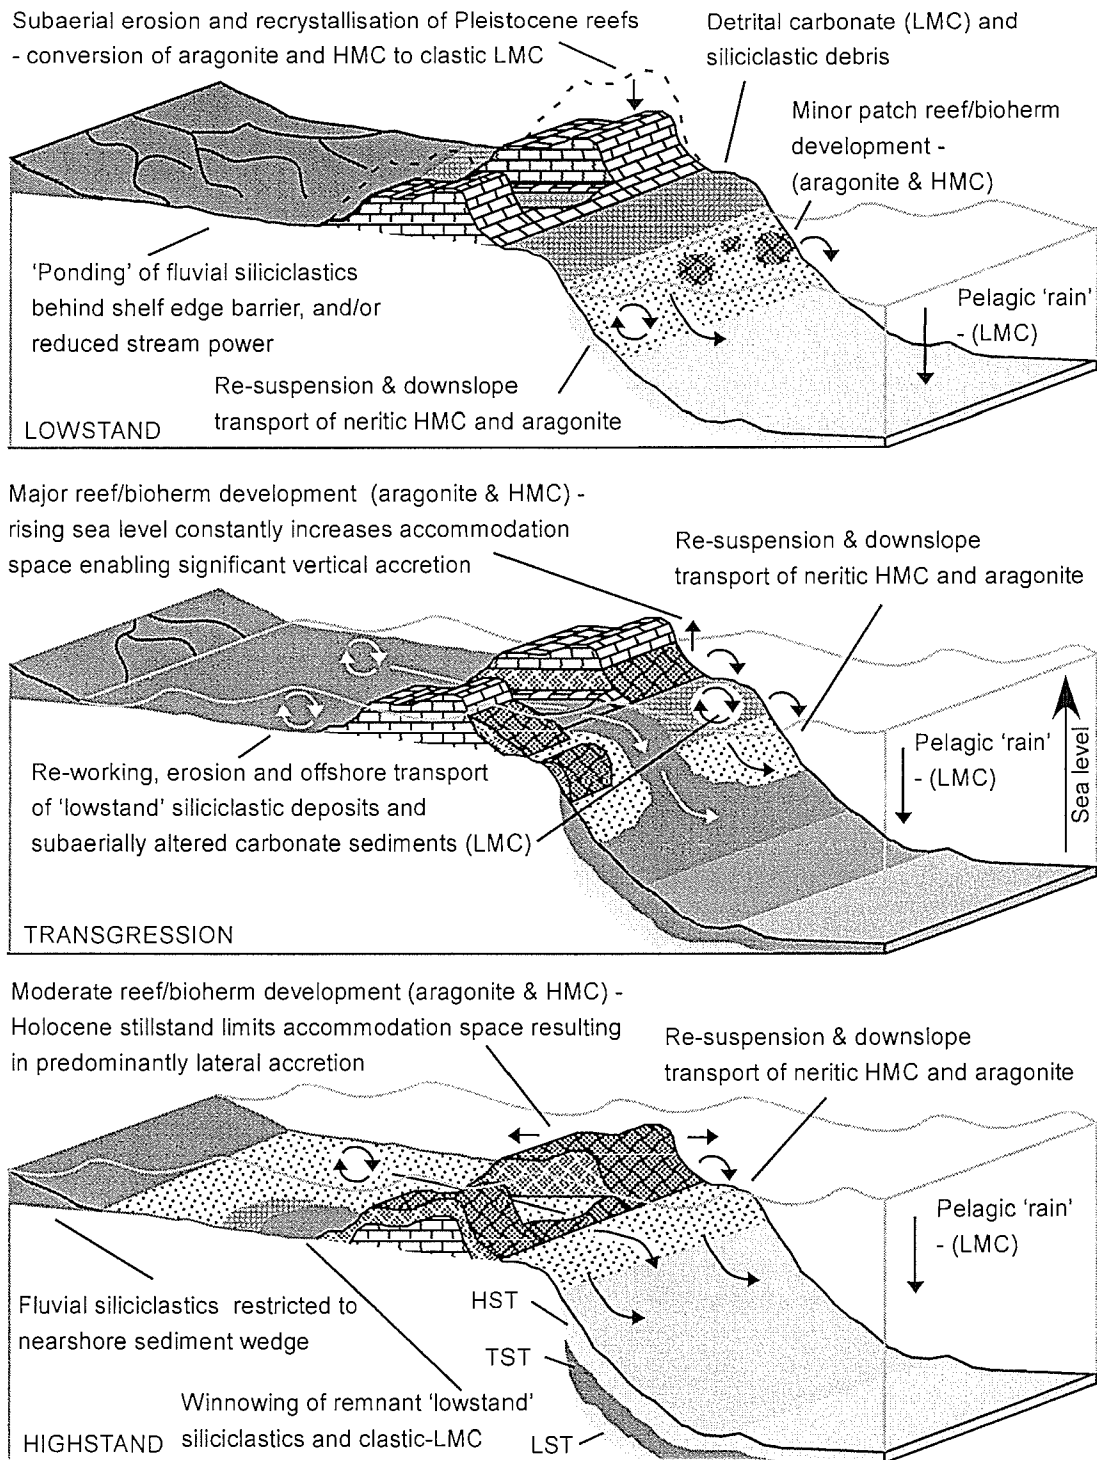 Subaerial erosion and recrystallisation of Pleistocene reefs
- conversion of aragonite and HMC to clastic LMC
Detrital carbonate (LMC) and
siliciclastic debris
Minor patch reef/bioherm
development -
(aragonite & HMC)
'Ponding' of fluvial siliciclastics
behind shelf edge barrier, and/or
reduced stream power
Pelagic 'rain'
- (LMC)
Re-suspension & downslope
transport of neritic HMC and aragonite
LOWSTAND
Major reef/bioherm development (aragonite & HMC) -
rising sea level constantly increases accommodation
space enabling significant vertical accretion
Re-suspension & downslope
transport of neritic HMC and aragonite
Re-working, erosion and offshore transport
of 'lowstand' siliciclastic deposits and
subaerially altered carbonate sediments (LMC)
Pelagic 'rain'
- (LMC)
Sea level
TRANSGRESSION
Moderate reef/bioherm development (aragonite & HMC) -
Holocene stillstand limits accommodation space resulting
in predominantly lateral accretion
Re-suspension & downslope
transport of neritic HMC and aragonite
Pelagic 'rain'
- (LMC)
Fluvial siliciclastics restricted to
nearshore sediment wedge
HST
TST
LST
Winnowing of remnant 'lowstand'
siliciclastics and clastic-LMC
HIGHSTAND